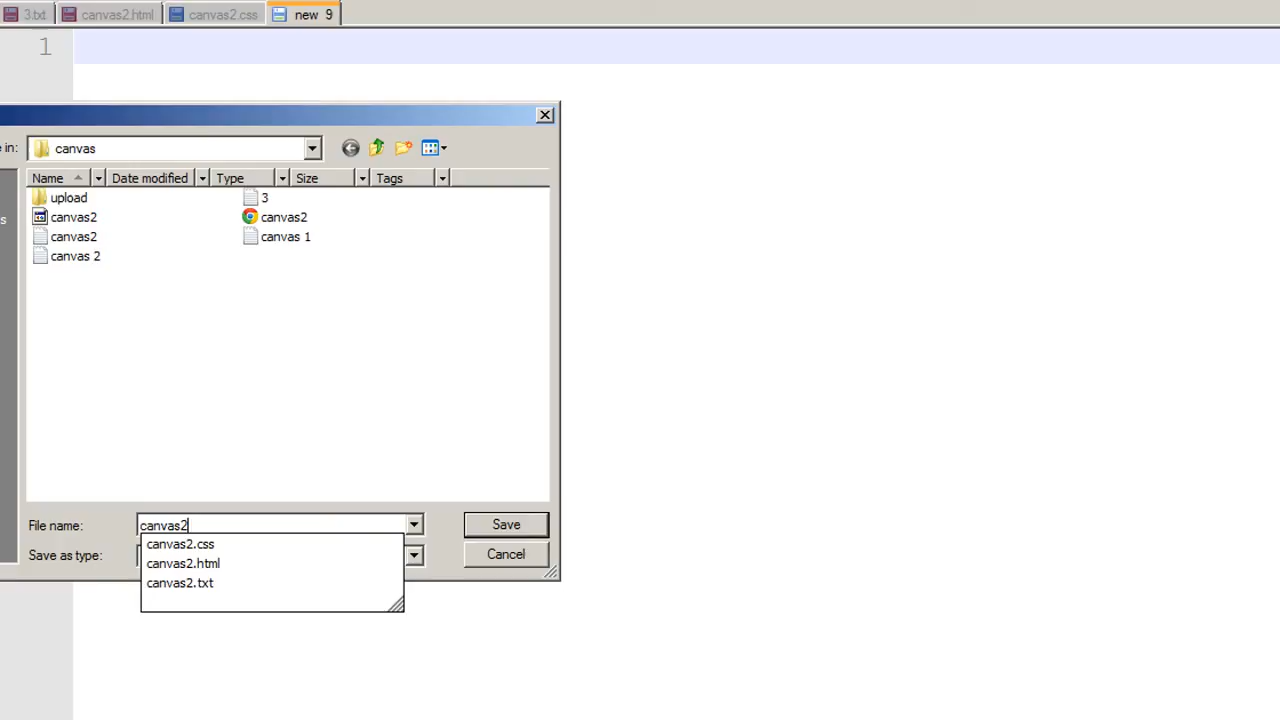 3.txt canvas2.html canvas2.css new 9
1
in: canvas
Name Date modified Type Size Tags
upload 3
canvas2 canvas2
canvas2 canvas 1
canvas 2
File name: canvas2 Save
canvas2.css
Save as type: Cancel
canvas2.html
canvas2.txt